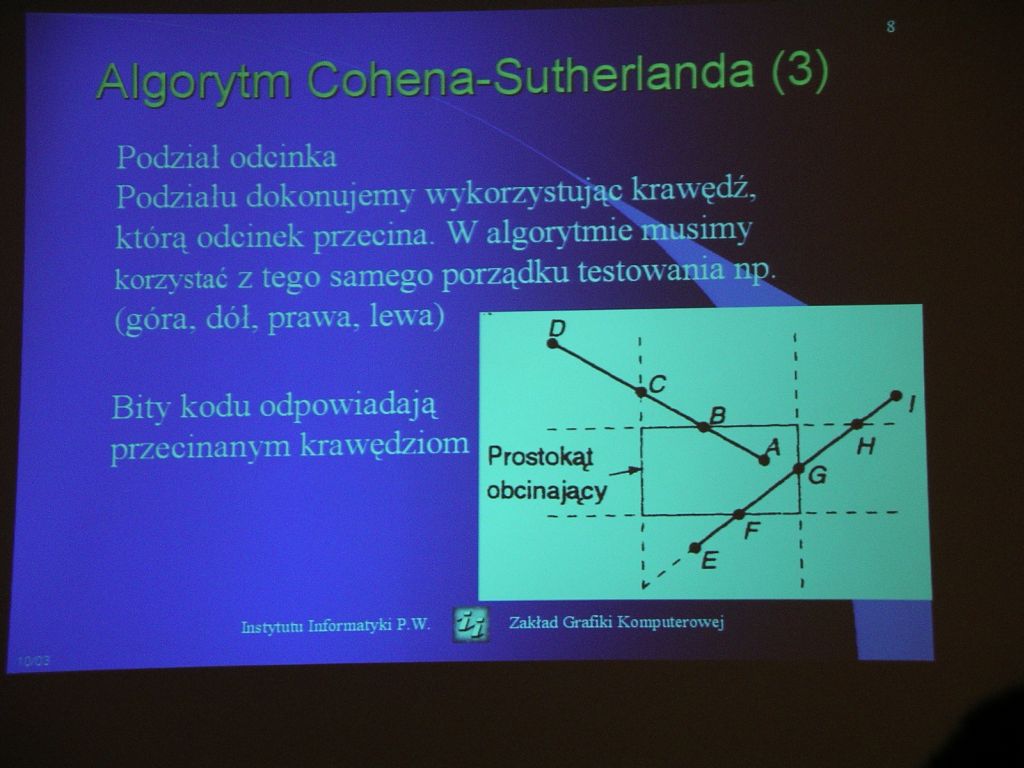 8
Algorytm Cohena-Sutherlanda (3)
Podział odcinka
Podziału dokonujemy wykorzystując krawędź,
którą odcinek przecina. W algorytmie musimy
korzystać z tego samego porządku testowania np.
(góra, dół, prawa, lewa)
Bity kodu odpowiadają
przecinanym krawędziom
D
C
B
A
I
H
G
F
E
Prostokąt
obcinający
Instytutu Informatyki P.W.
ii
Zakład Grafiki Komputerowej
10/03